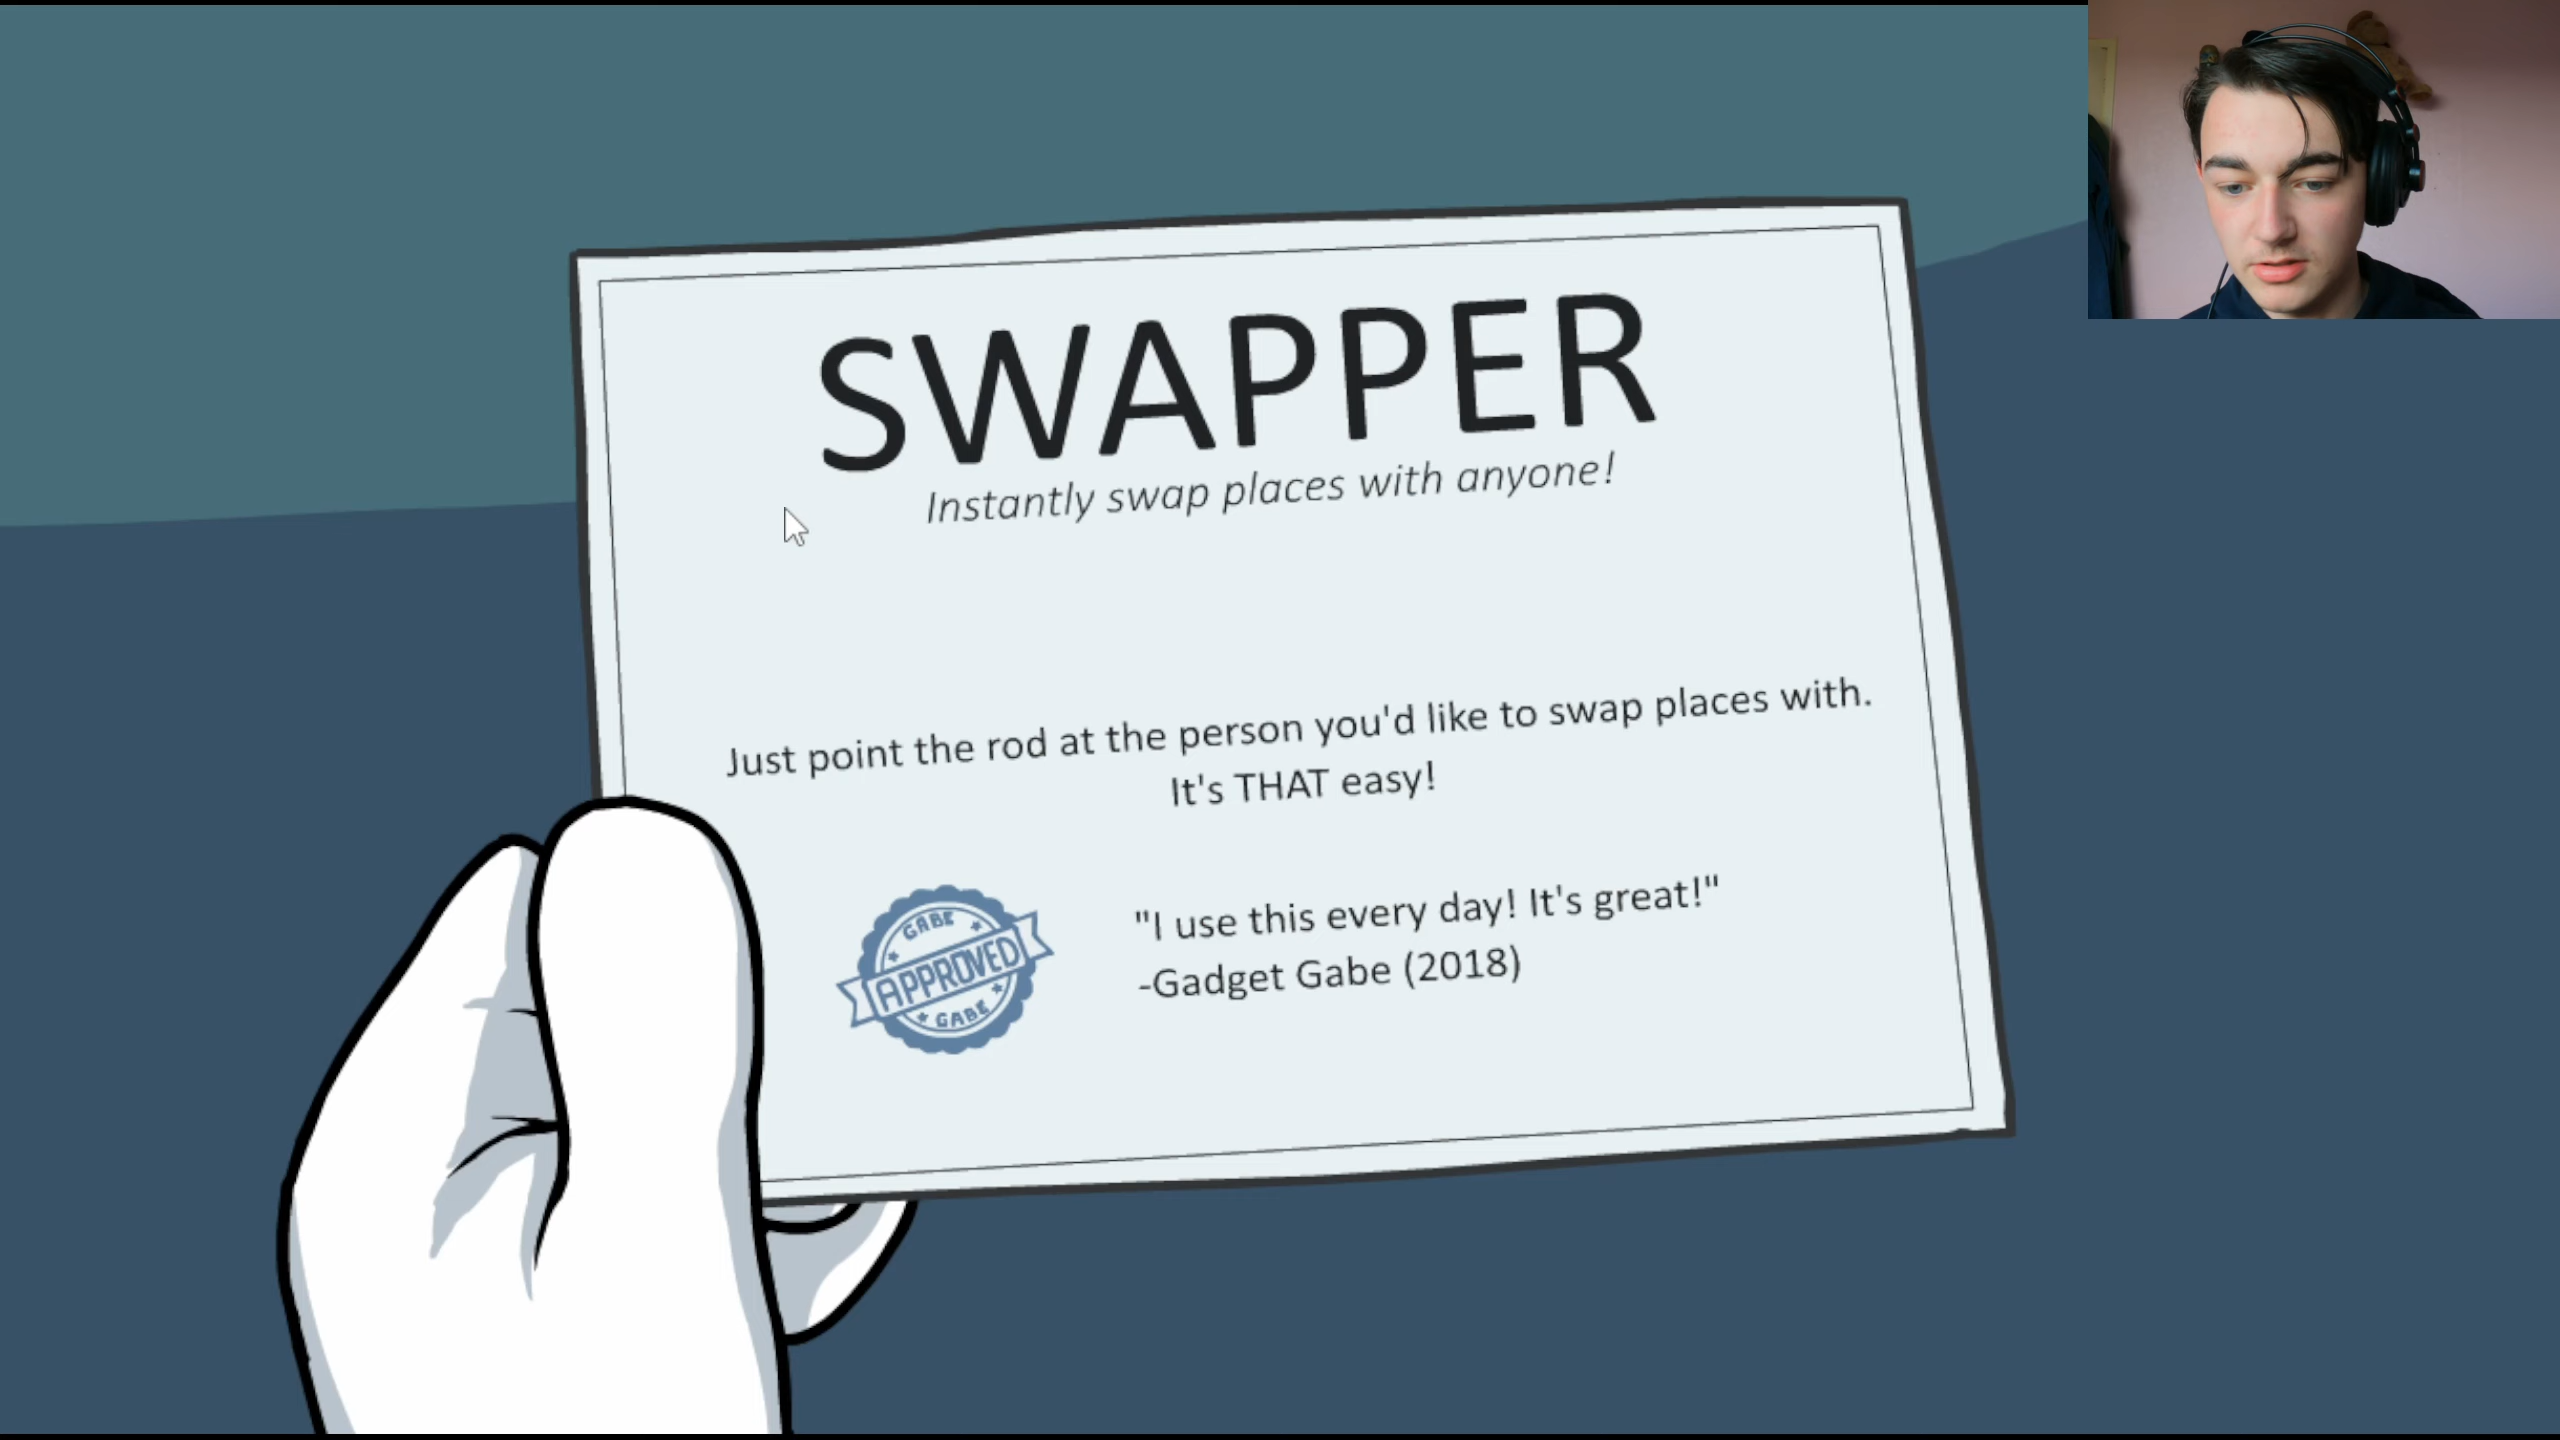 SWAPPER
Instantly swap places with anyone!
Just point the rod at the person you'd like to swap places with.
It's THAT easy!
GABE
APPROVED
GABE
"I use this every day! It's great!"
-Gadget Gabe (2018)